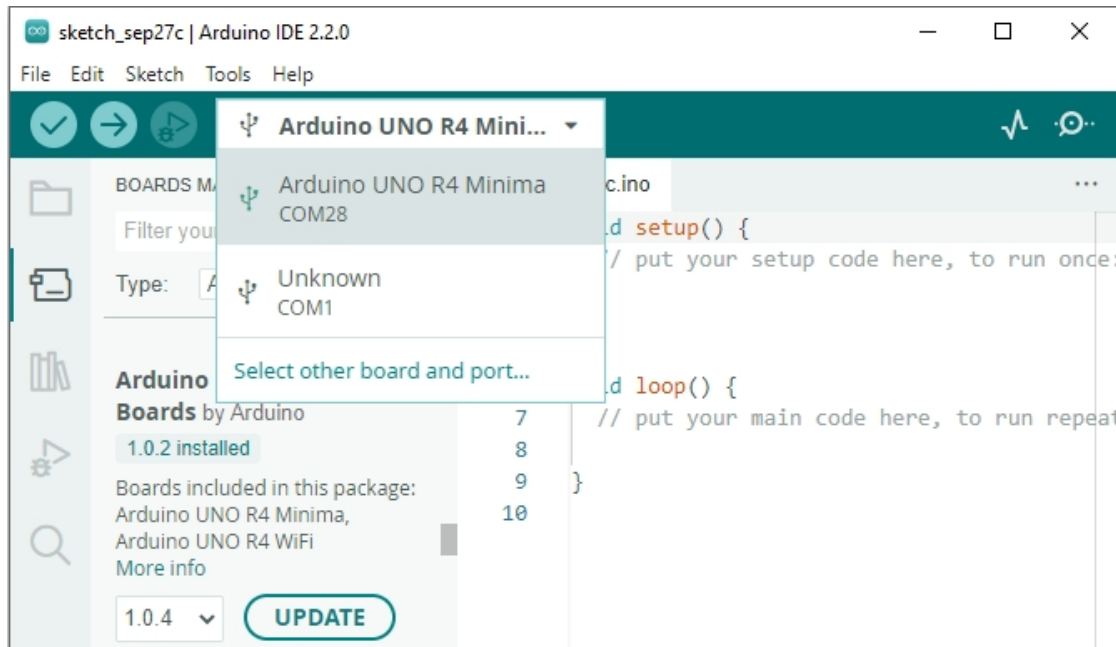 sketch_sep27c | Arduino IDE 2.2.0
File Edit Sketch Tools Help
Arduino UNO R4 Mini...
Arduino UNO R4 Minima
COM28
Unknown
COM1
Select other board and port...
BOARDS
Filter
Type:
Arduino
Boards by Arduino
1.0.2 installed
Boards included in this package:
Arduino UNO R4 Minima,
Arduino UNO R4 WiFi
More info
1.0.4 UPDATE
c.ino
...
d setup() {
// put your setup code here, to run once:
d loop() {
7 // put your main code here, to run repeat
8
9 }
10